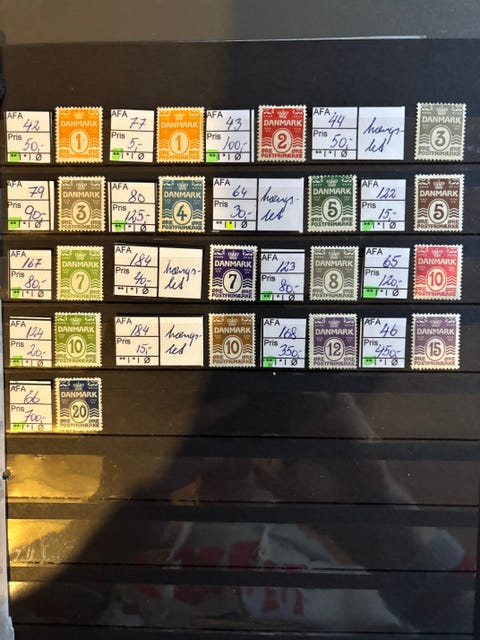 AFA
42
Pris
50,-
DANMARK
1
AFA
77
Pris
5,-
DANMARK
1
AFA
43
Pris
100,-
DANMARK
2
AFA
44
Pris
50,-
hængs-
let
DANMARK
3
AFA
79
Pris
90,-
DANMARK
3
AFA
80
Pris
125,-
DANMARK
4
AFA
64
Pris
30,-
hængs-
let
DANMARK
5
AFA
122
Pris
15,-
DANMARK
5
AFA
167
Pris
80,-
DANMARK
7
AFA
184
Pris
40,-
hængs-
let
DANMARK
7
AFA
123
Pris
80,-
DANMARK
8
AFA
65
Pris
120,-
DANMARK
10
AFA
124
Pris
20,-
DANMARK
10
AFA
184
Pris
15,-
hængs-
let
DANMARK
10
AFA
168
Pris
350,-
DANMARK
12
AFA
46
Pris
450,-
DANMARK
15
AFA
66
Pris
700,-
DANMARK
20
ØRE ØRE
POSTFRIMÆRKE